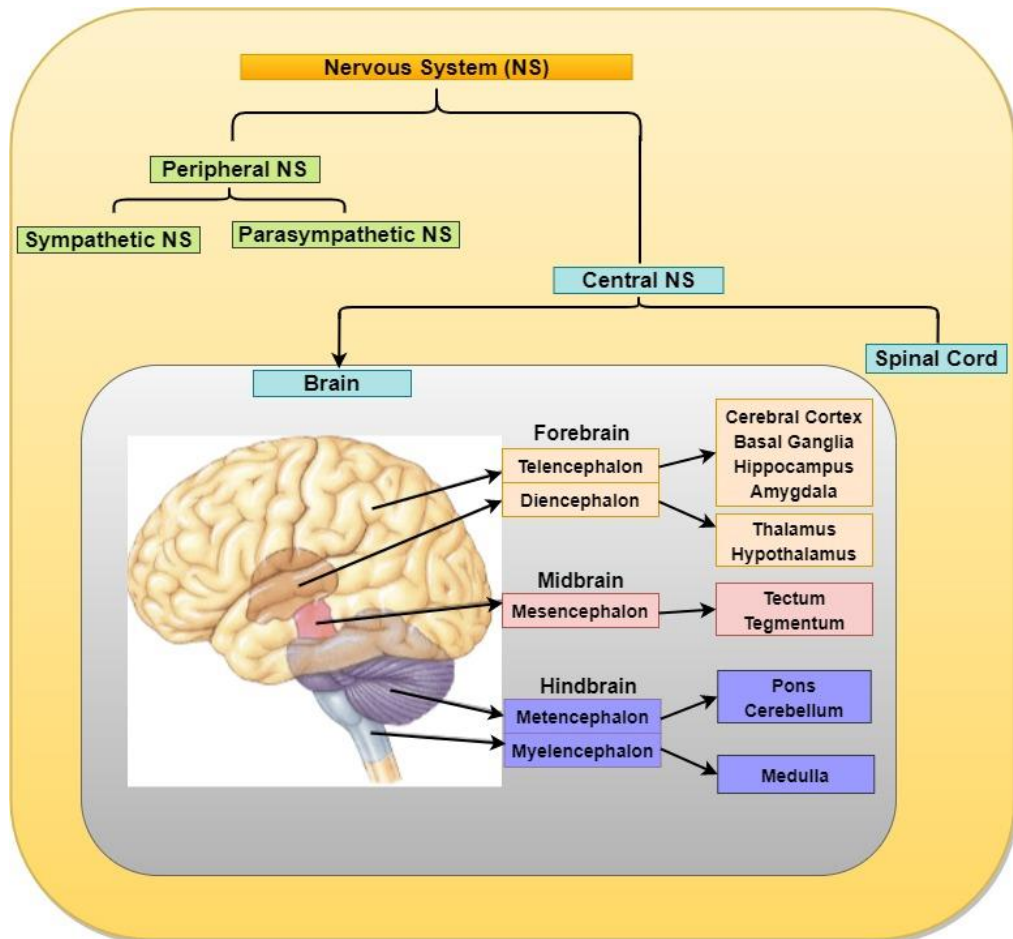 Nervous System (NS)
Peripheral NS
Sympathetic NS
Parasympathetic NS
Central NS
Spinal Cord
Brain
Forebrain
Telencephalon
Diencephalon
Cerebral Cortex
Basal Ganglia
Hippocampus
Amygdala
Thalamus
Hypothalamus
Midbrain
Mesencephalon
Tectum
Tegmentum
Hindbrain
Metencephalon
Myelencephalon
Pons
Cerebellum
Medulla